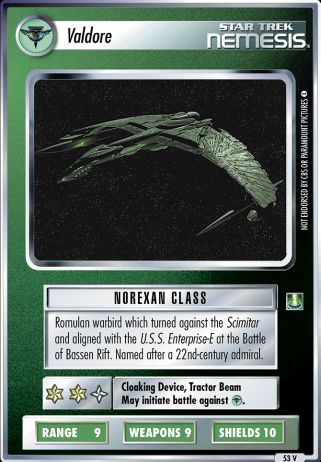 Valdore
STAR TREK
NEMESIS
NOT ENDORSED BY CBS OR PARAMOUNT PICTURES
NOREXAN CLASS
Romulan warbird which turned against the Scimitar
and aligned with the U.S.S. Enterprise-E at the Battle
of Bassen Rift. Named after a 22nd-century admiral.
Cloaking Device, Tractor Beam
May initiate battle against
RANGE 9 WEAPONS 9 SHIELDS 10
53 V